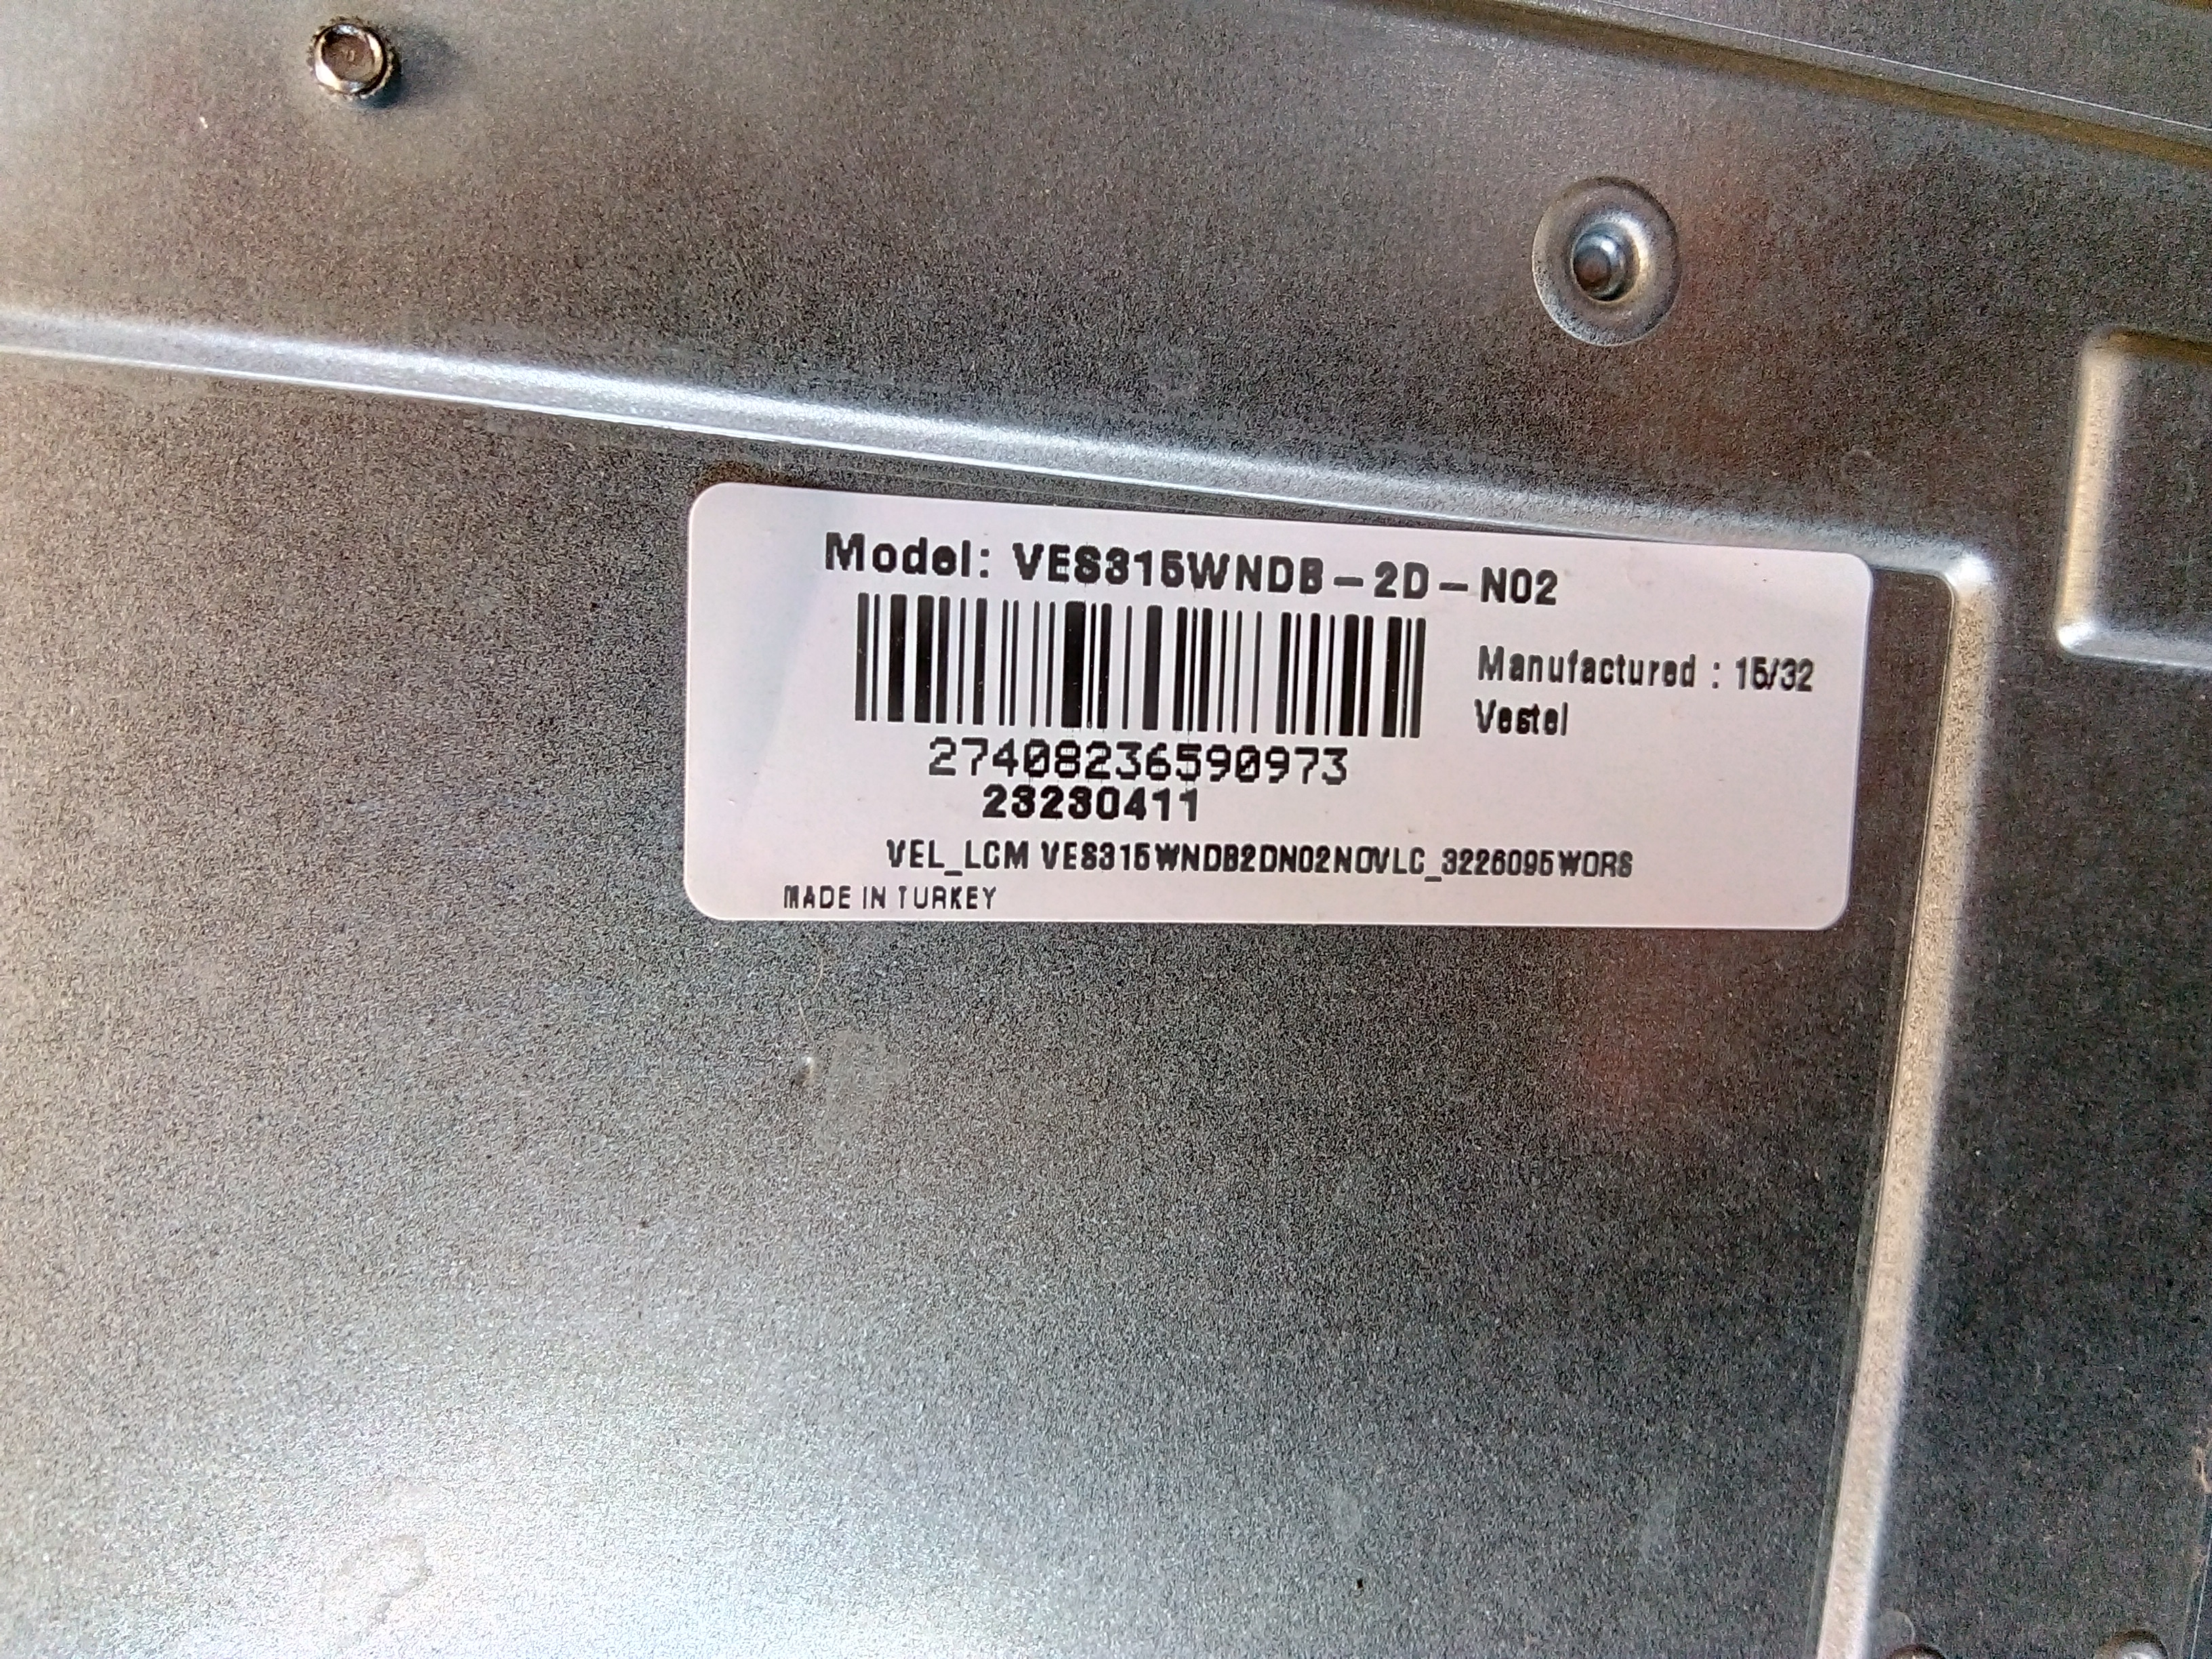 Model: VES315WNDB-2D-N02
Manufactured : 15/32
Vestel
27408236590973
23230411
VEL_LCM VES315WNDB2DN02NOVLC_3226095WORS
MADE IN TURKEY